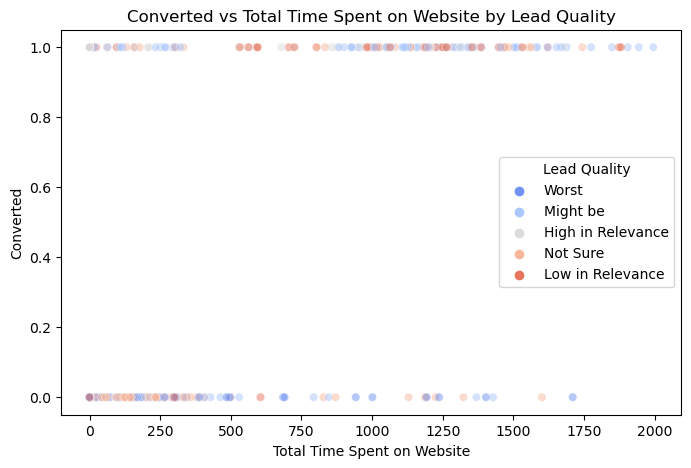 Converted vs Total Time Spent on Website by Lead Quality
1.0
0.8
0.6
0.4
0.2
0.0
Converted
Lead Quality
Worst
Might be
High in Relevance
Not Sure
Low in Relevance
0 250 500 750 1000 1250 1500 1750 2000
Total Time Spent on Website